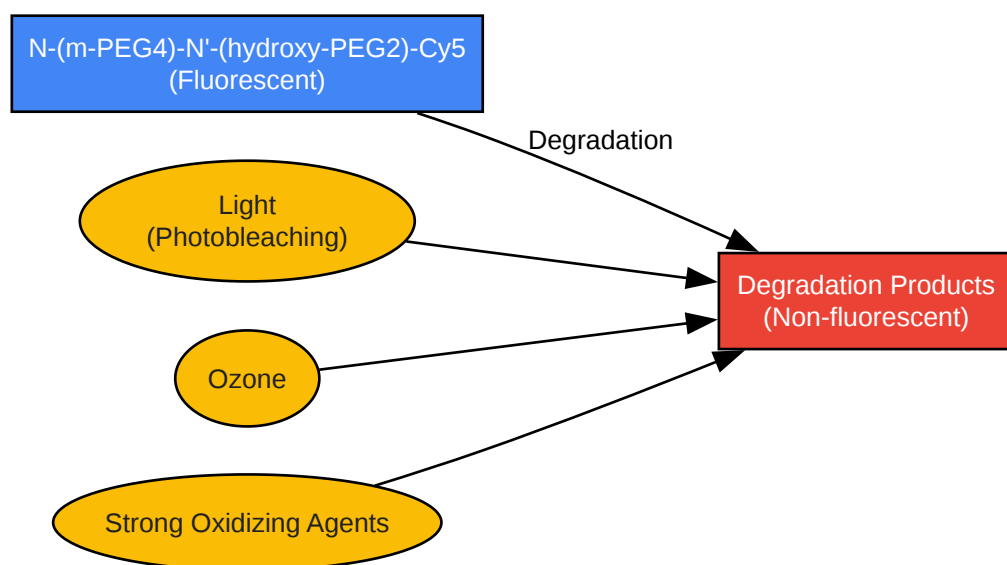 N-(m-PEG4)-N'-(hydroxy-PEG2)-Cy5
(Fluorescent)
Degradation
Light
(Photobleaching)
Degradation Products
(Non-fluorescent)
Ozone
Strong Oxidizing Agents